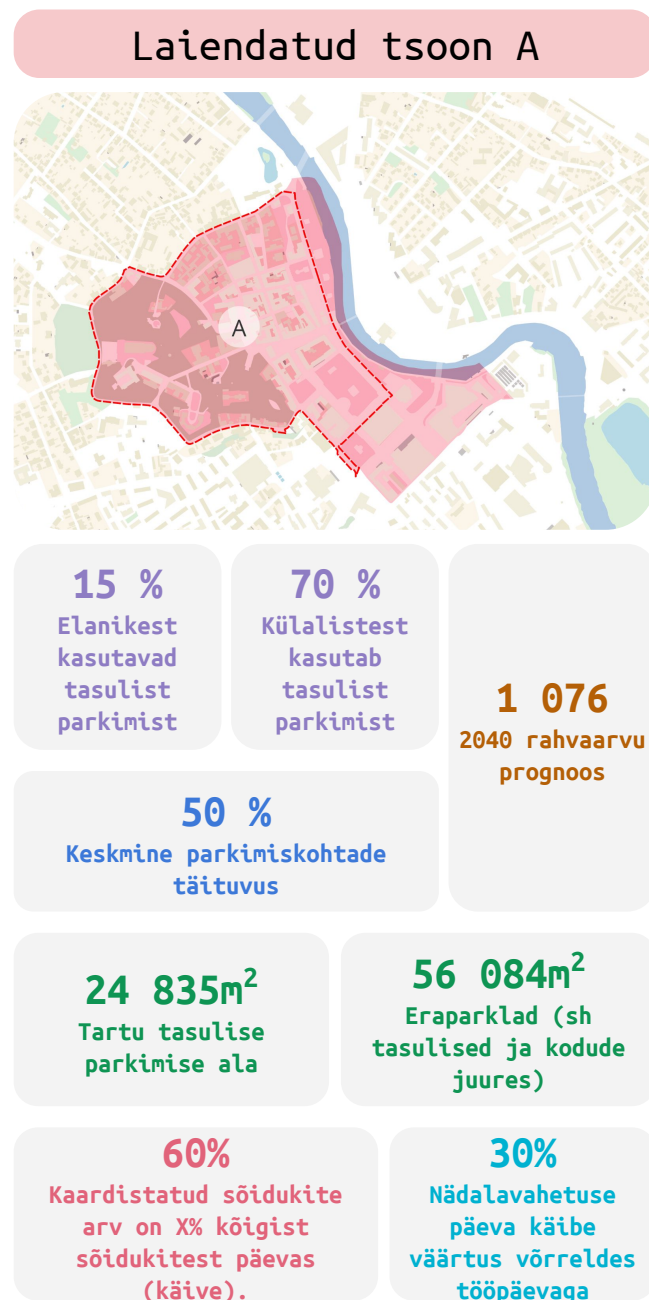 Laiendatud tsoon A
A
15 %
Elanikest
kasutavad
tasulist
parkimist
70 %
Külalistest
kasutab
tasulist
parkimist
1 076
2040 rahvaarvu
prognoos
50 %
Keskmine parkimiskohtade
täituvus
24 835m²
Tartu tasulise
parkimise ala
56 084m²
Eraparklad (sh
tasulised ja kodude
juures)
60%
Kaardistatud sõidukite
arv on X% kõigist
sõidukitest päevas
(käive).
30%
Nädalavahetuse
päeva käibe
väärtus võrreldes
tööpäevaga